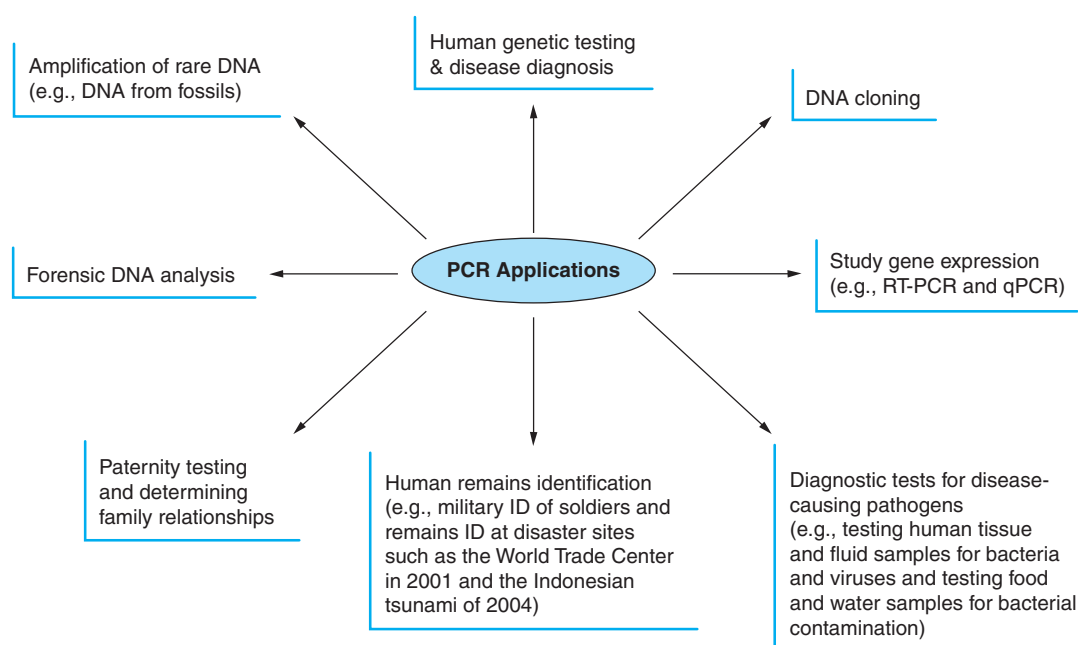 Human genetic testing
& disease diagnosis
Amplification of rare DNA
(e.g., DNA from fossils)
DNA cloning
PCR Applications
Forensic DNA analysis
Study gene expression
(e.g., RT-PCR and qPCR)
Paternity testing
and determining
family relationships
Human remains identification
(e.g., military ID of soldiers and
remains ID at disaster sites
such as the World Trade Center
in 2001 and the Indonesian
tsunami of 2004)
Diagnostic tests for disease-
causing pathogens
(e.g., testing human tissue
and fluid samples for bacteria
and viruses and testing food
and water samples for bacterial
contamination)